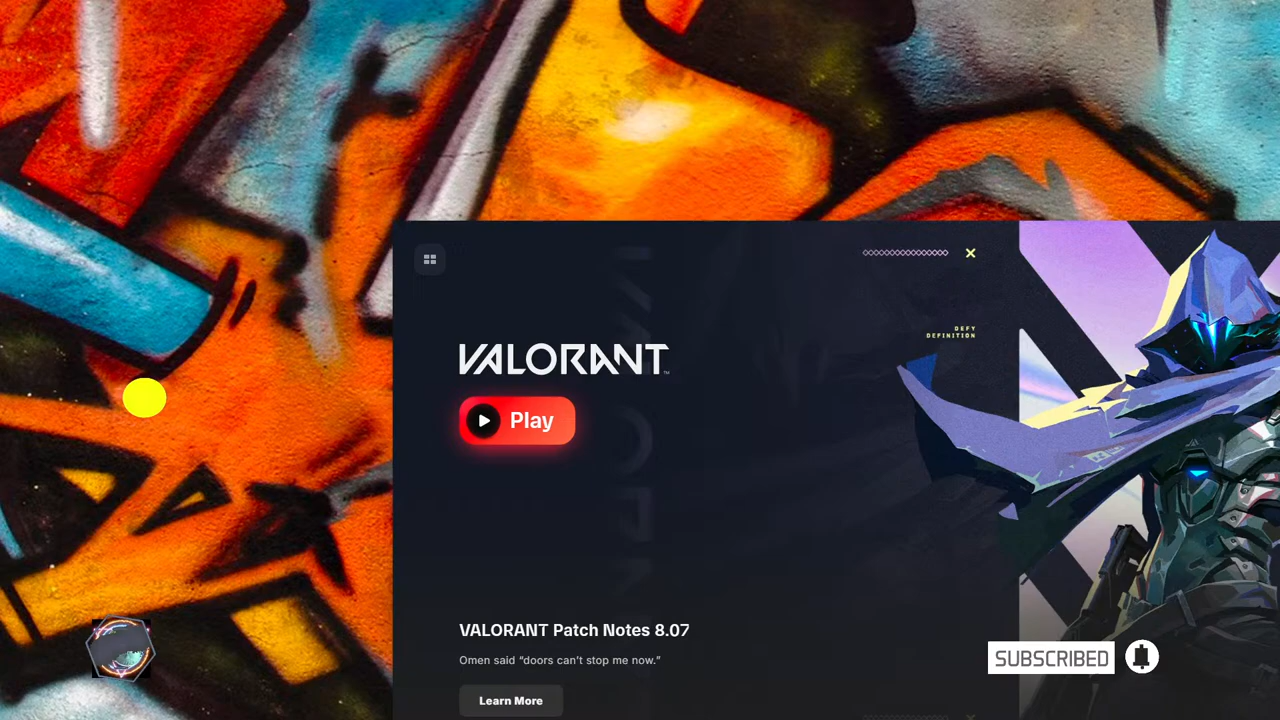 DEFY
DEFINITION
VALORANT
Play
VALORANT Patch Notes 8.07
Omen said “doors can’t stop me now.”
SUBSCRIBED
Learn More